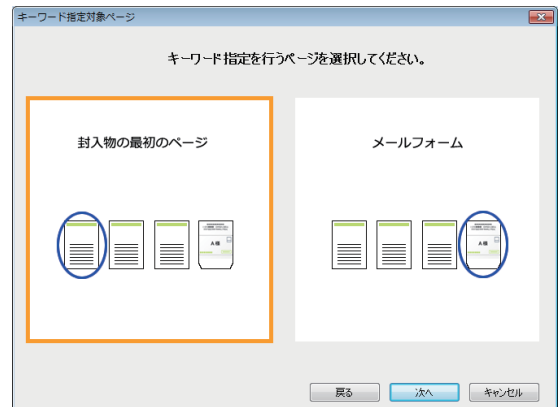 キーワード指定対象ページ
キーワード指定を行うページを選択してください。
封入物の最初のページ
メールフォーム
A 様
A 様
戻る
次へ
キャンセル